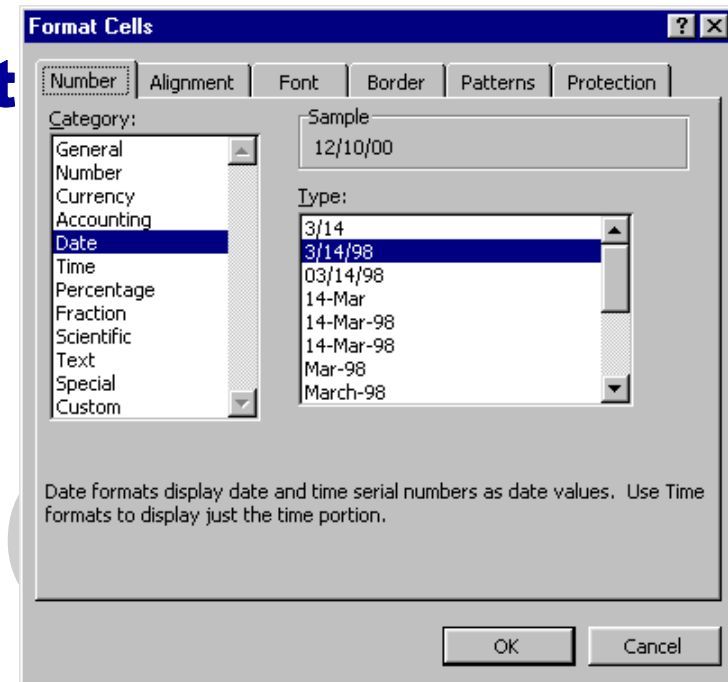 Format Cells
t
Number Alignment Font Border Patterns Protection
Category:
General
Number
Currency
Accounting
Date
Time
Percentage
Fraction
Scientific
Text
Special
Custom
Sample
12/10/00
Type:
3/14
3/14/98
03/14/98
14-Mar
14-Mar-98
14-Mar-98
Mar-98
March-98
Date formats display date and time serial numbers as date values. Use Time
formats to display just the time portion.
OK Cancel